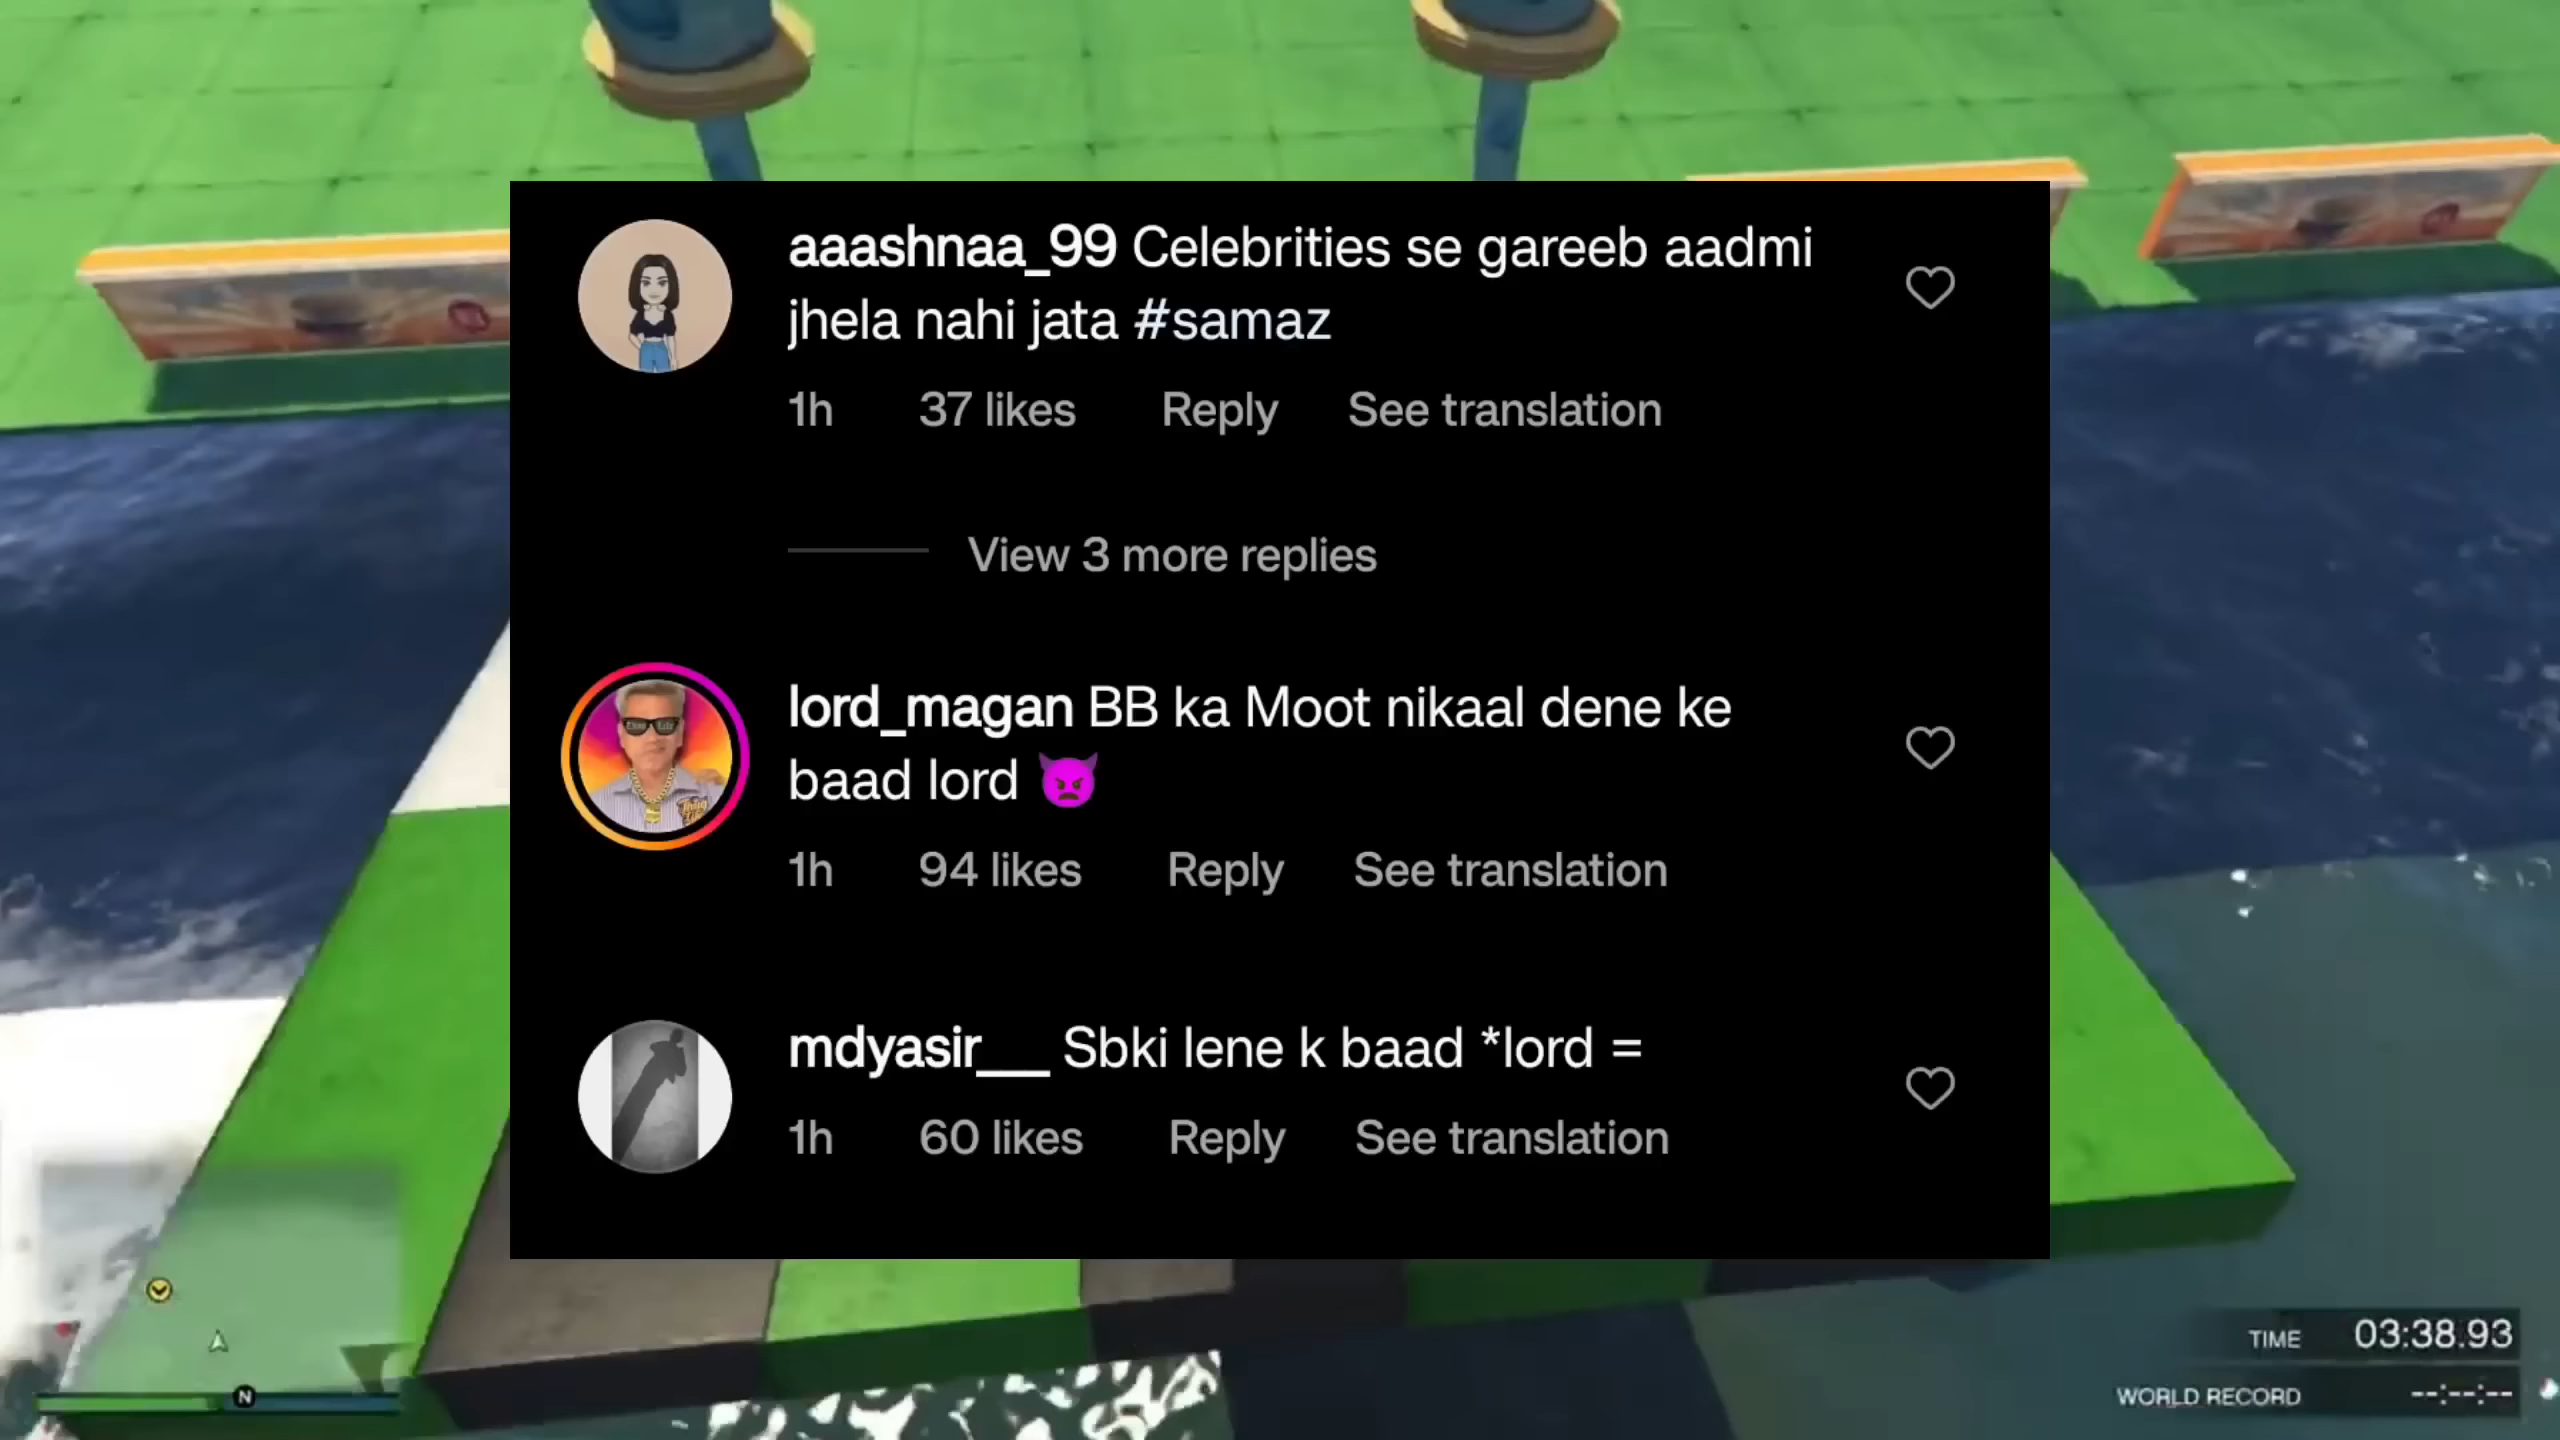 aaashnaa_99 Celebrities se gareeb aadmi
jhela nahi jata #samaz
1h 37 likes Reply See translation
View 3 more replies
lord_magan BB ka Moot nikaal dene ke
baad lord 👿
1h 94 likes Reply See translation
mdyasir___ Sbki lene k baad *lord =
1h 60 likes Reply See translation
N
TIME 03:38.93
WORLD RECORD --:--:--